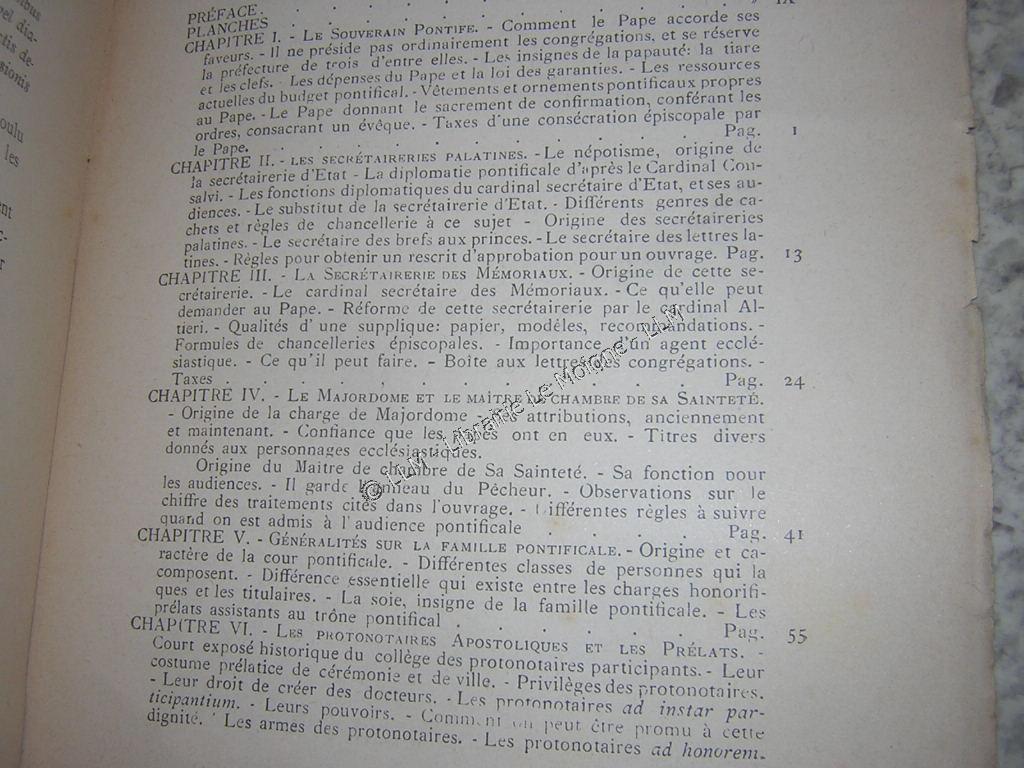 ibus
vel dia-
ctis de-
sionis
oulu
les
ent
c-
r
PRÉFACE. . . . . . . . . . . . » IX
PLANCHES
CHAPITRE I. - LE SOUVERAIN PONTIFE. - Comment le Pape accorde ses
faveurs. - Il ne préside pas ordinairement les congrégations, et se réserve
la préfecture de trois d'entre elles. - Les insignes de la papauté: la tiare
et les clefs. - Les dépenses du Pape et la loi des garanties. - Les ressources
actuelles du budget pontifical. - Vêtements et ornements pontificaux propres
au Pape. - Le Pape donnant le sacrement de confirmation, conférant les
ordres, consacrant un évêque. - Taxes d'une consécration épiscopale par
le Pape. . . . . . . . . . . . Pag. 1
CHAPITRE II. - LES SECRÉTAIRERIES PALATINES. - Le népotisme, origine de
la secrétairerie d'Etat - La diplomatie pontificale d'après le Cardinal Con-
salvi. - Les fonctions diplomatiques du cardinal secrétaire d'Etat, et ses au-
diences. - Le substitut de la secrétairerie d'Etat. - Différents genres de ca-
chets et règles de chancellerie à ce sujet - Origine des secrétaireries
palatines. - Le secrétaire des brefs aux princes. - Le secrétaire des lettres la-
tines. - Règles pour obtenir un rescrit d'approbation pour un ouvrage. Pag. 13
CHAPITRE III. - LA SECRÉTAIRERIE DES MÉMORIAUX. - Origine de cette se-
crétairerie. - Le cardinal secrétaire des Mémoriaux. - Ce qu'elle peut
demander au Pape. - Réforme de cette secrétairerie par le cardinal Al-
tieri. - Qualités d'une supplique: papier, modèles, recommandations. -
Formules de chancelleries épiscopales. - Importance d'un agent ecclé-
siastique. - Ce qu'il peut faire. - Boîte aux lettres des congrégations. -
Taxes . . . . . . . . . . . . Pag. 24
CHAPITRE IV. - LE MAJORDOME ET LE MAÎTRE DE CHAMBRE DE SA SAINTETÉ.
- Origine de la charge de Majordome - ses attributions, anciennement
et maintenant. - Confiance que les papes ont en eux. - Titres divers
donnés aux personnages ecclésiastiques.
Origine du Maitre de chambre de Sa Sainteté. - Sa fonction pour
les audiences. - Il garde l'anneau du Pêcheur. - Observations sur le
chiffre des traitements cités dans l'ouvrage. - Différentes règles à suivre
quand on est admis à l'audience pontificale . . . . Pag. 41
CHAPITRE V. - GÉNÉRALITÉS SUR LA FAMILLE PONTIFICALE. - Origine et ca-
ractère de la cour pontificale. - Différentes classes de personnes qui la
composent. - Différence essentielle qui existe entre les charges honorifi-
ques et les titulaires. - La soie, insigne de la famille pontificale. - Les
prélats assistants au trône pontifical . . . . . . . Pag. 55
CHAPITRE VI. - LES PROTONOTAIRES APOSTOLIQUES ET LES PRÉLATS. -
Court exposé historique du collège des protonotaires participants. - Leur
costume prélatice de cérémonie et de ville. - Privilèges des protonotaires.
- Leur droit de créer des docteurs. - Les protonotaires ad instar par-
ticipantium. - Leurs pouvoirs. - Comment on peut être promu à cette
dignité. - Les armes des protonotaires. - Les protonotaires ad honorem.
© LLM - Librairie Le Moigne - LLM